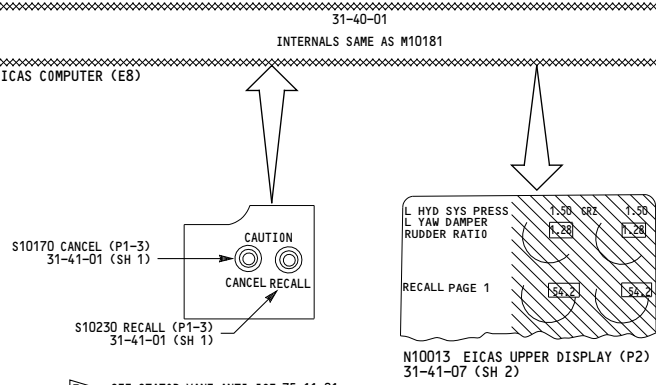 31-40-01
INTERNALS SAME AS M10181
ICAS COMPUTER (E8)
S10170 CANCEL (P1-3)
31-41-01 (SH 1)
CAUTION
CANCEL RECALL
S10230 RECALL (P1-3)
31-41-01 (SH 1)
L HYD SYS PRESS 1.50 CRZ 1.50
L YAW DAMPER 1.28 1.28
RUDDER RATIO
RECALL PAGE 1 54.2 54.2
N10013 EICAS UPPER DISPLAY (P2)
31-41-07 (SH 2)